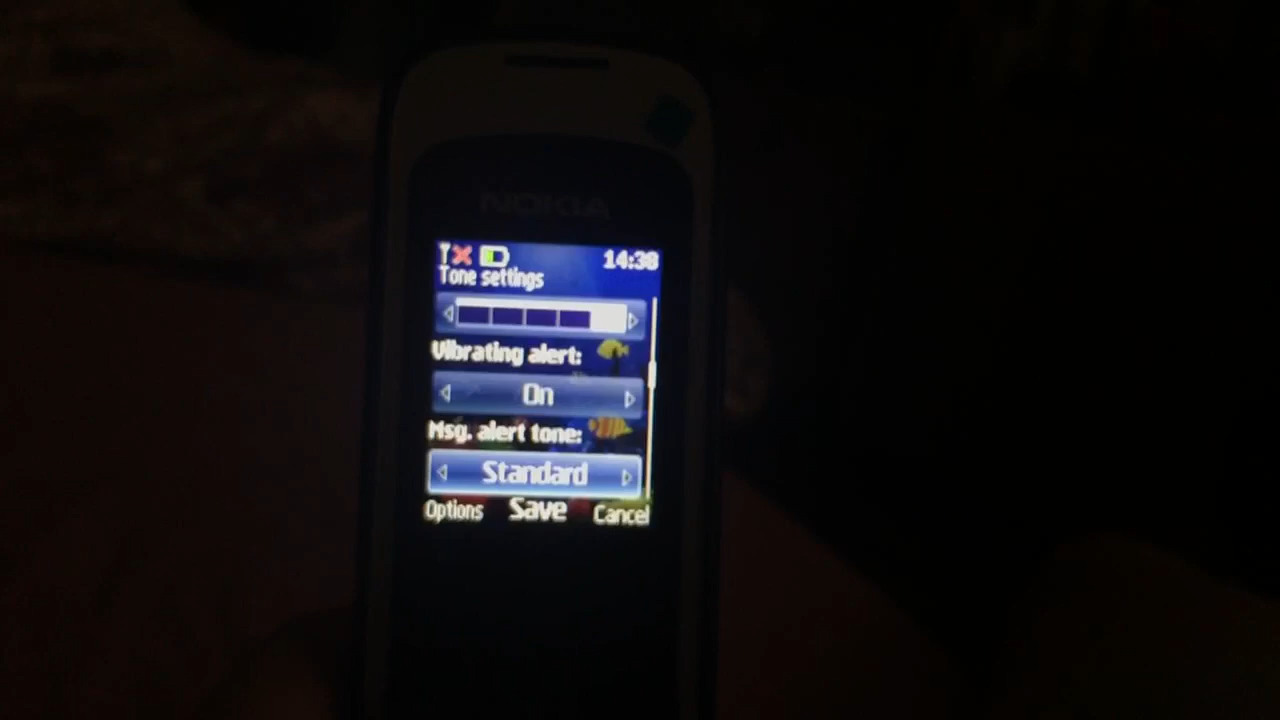 NOKIA
14:38
Tone settings
Vibrating alert:
On
Msg. alert tone:
Standard
Options Save Cancel